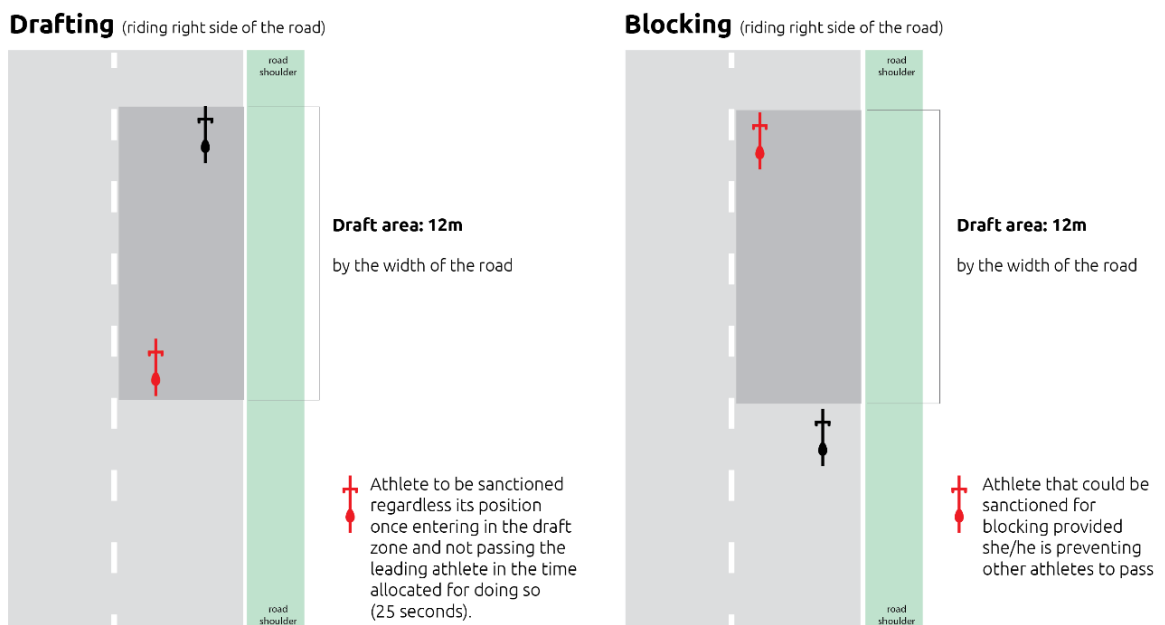 Drafting (riding right side of the road)
road
shoulder
Draft area: 12m
by the width of the road
Athlete to be sanctioned
regardless its position
once entering in the draft
zone and not passing the
leading athlete in the time
allocated for doing so
(25 seconds).
road
shoulder
Blocking (riding right side of the road)
road
shoulder
Draft area: 12m
by the width of the road
Athlete that could be
sanctioned for
blocking provided
she/he is preventing
other athletes to pass
road
shoulder